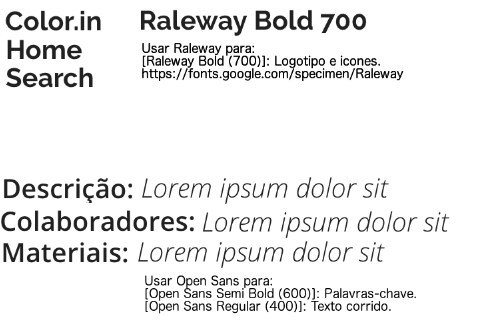 Color.in Raleway Bold 700
Home
Search
Usar Raleway para:
[Raleway Bold (700)]: Logotipo e icones.
https://fonts.google.com/specimen/Raleway
Descrição: Lorem ipsum dolor sit
Colaboradores: Lorem ipsum dolor sit
Materiais: Lorem ipsum dolor sit
Usar Open Sans para:
[Open Sans Semi Bold (600)]: Palavras-chave.
[Open Sans Regular (400)]: Texto corrido.